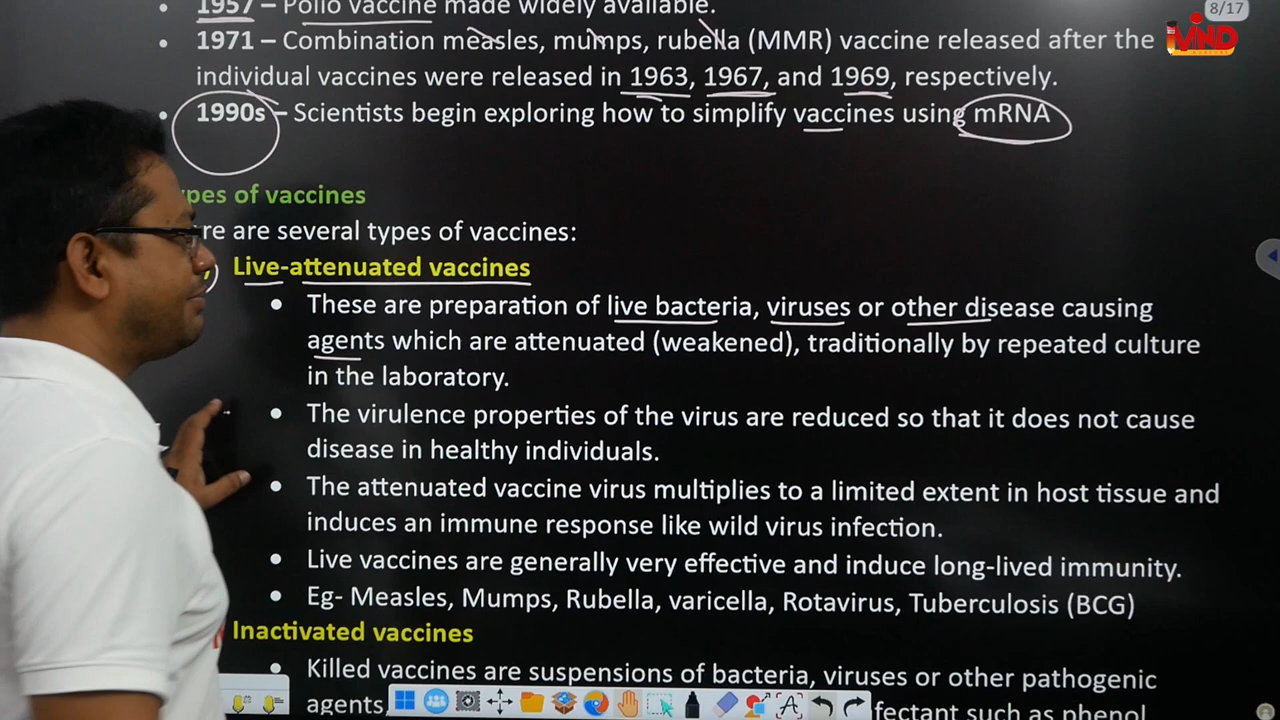 1957 – Polio vaccine made widely available.
8/17
• 1971 – Combination measles, mumps, rubella (MMR) vaccine released after the
individual vaccines were released in 1963, 1967, and 1969, respectively.
• 1990s – Scientists begin exploring how to simplify vaccines using mRNA
MIND
pes of vaccines
re are several types of vaccines:
Live-attenuated vaccines
• These are preparation of live bacteria, viruses or other disease causing
agents which are attenuated (weakened), traditionally by repeated culture
in the laboratory.
• The virulence properties of the virus are reduced so that it does not cause
disease in healthy individuals.
• The attenuated vaccine virus multiplies to a limited extent in host tissue and
induces an immune response like wild virus infection.
• Live vaccines are generally very effective and induce long-lived immunity.
• Eg- Measles, Mumps, Rubella, varicella, Rotavirus, Tuberculosis (BCG)
Inactivated vaccines
• Killed vaccines are suspensions of bacteria, viruses or other pathogenic
agents, fectant such as phenol